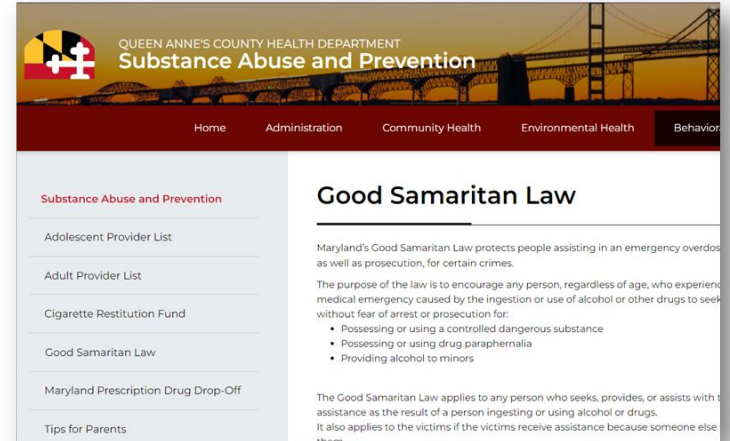 QUEEN ANNE'S COUNTY HEALTH DEPARTMENT
Substance Abuse and Prevention
Home Administration Community Health Environmental Health
Substance Abuse and Prevention
Adolescent Provider List
Adult Provider List
Cigarette Restitution Fund
Good Samaritan Law
Maryland Prescription Drug Drop-Off
Tips for Parents
Good Samaritan Law
Maryland's Good Samaritan Law protects people assisting in an emergency
as well as prosecution, for certain crimes.
The purpose of the law is to encourage any person, regardless of age, who
medical emergency caused by the ingestion or use of alcohol or other drugs to
without fear of arrest or prosecution for:
• Possessing or using a controlled dangerous substance
• Possessing or using drug paraphernalia
• Providing alcohol to minors
The Good Samaritan Law applies to any person who seeks, provides, or assists with
assistance as the result of a person ingesting or using alcohol or drugs.
It also applies to the victims if the victims receive assistance because someone else